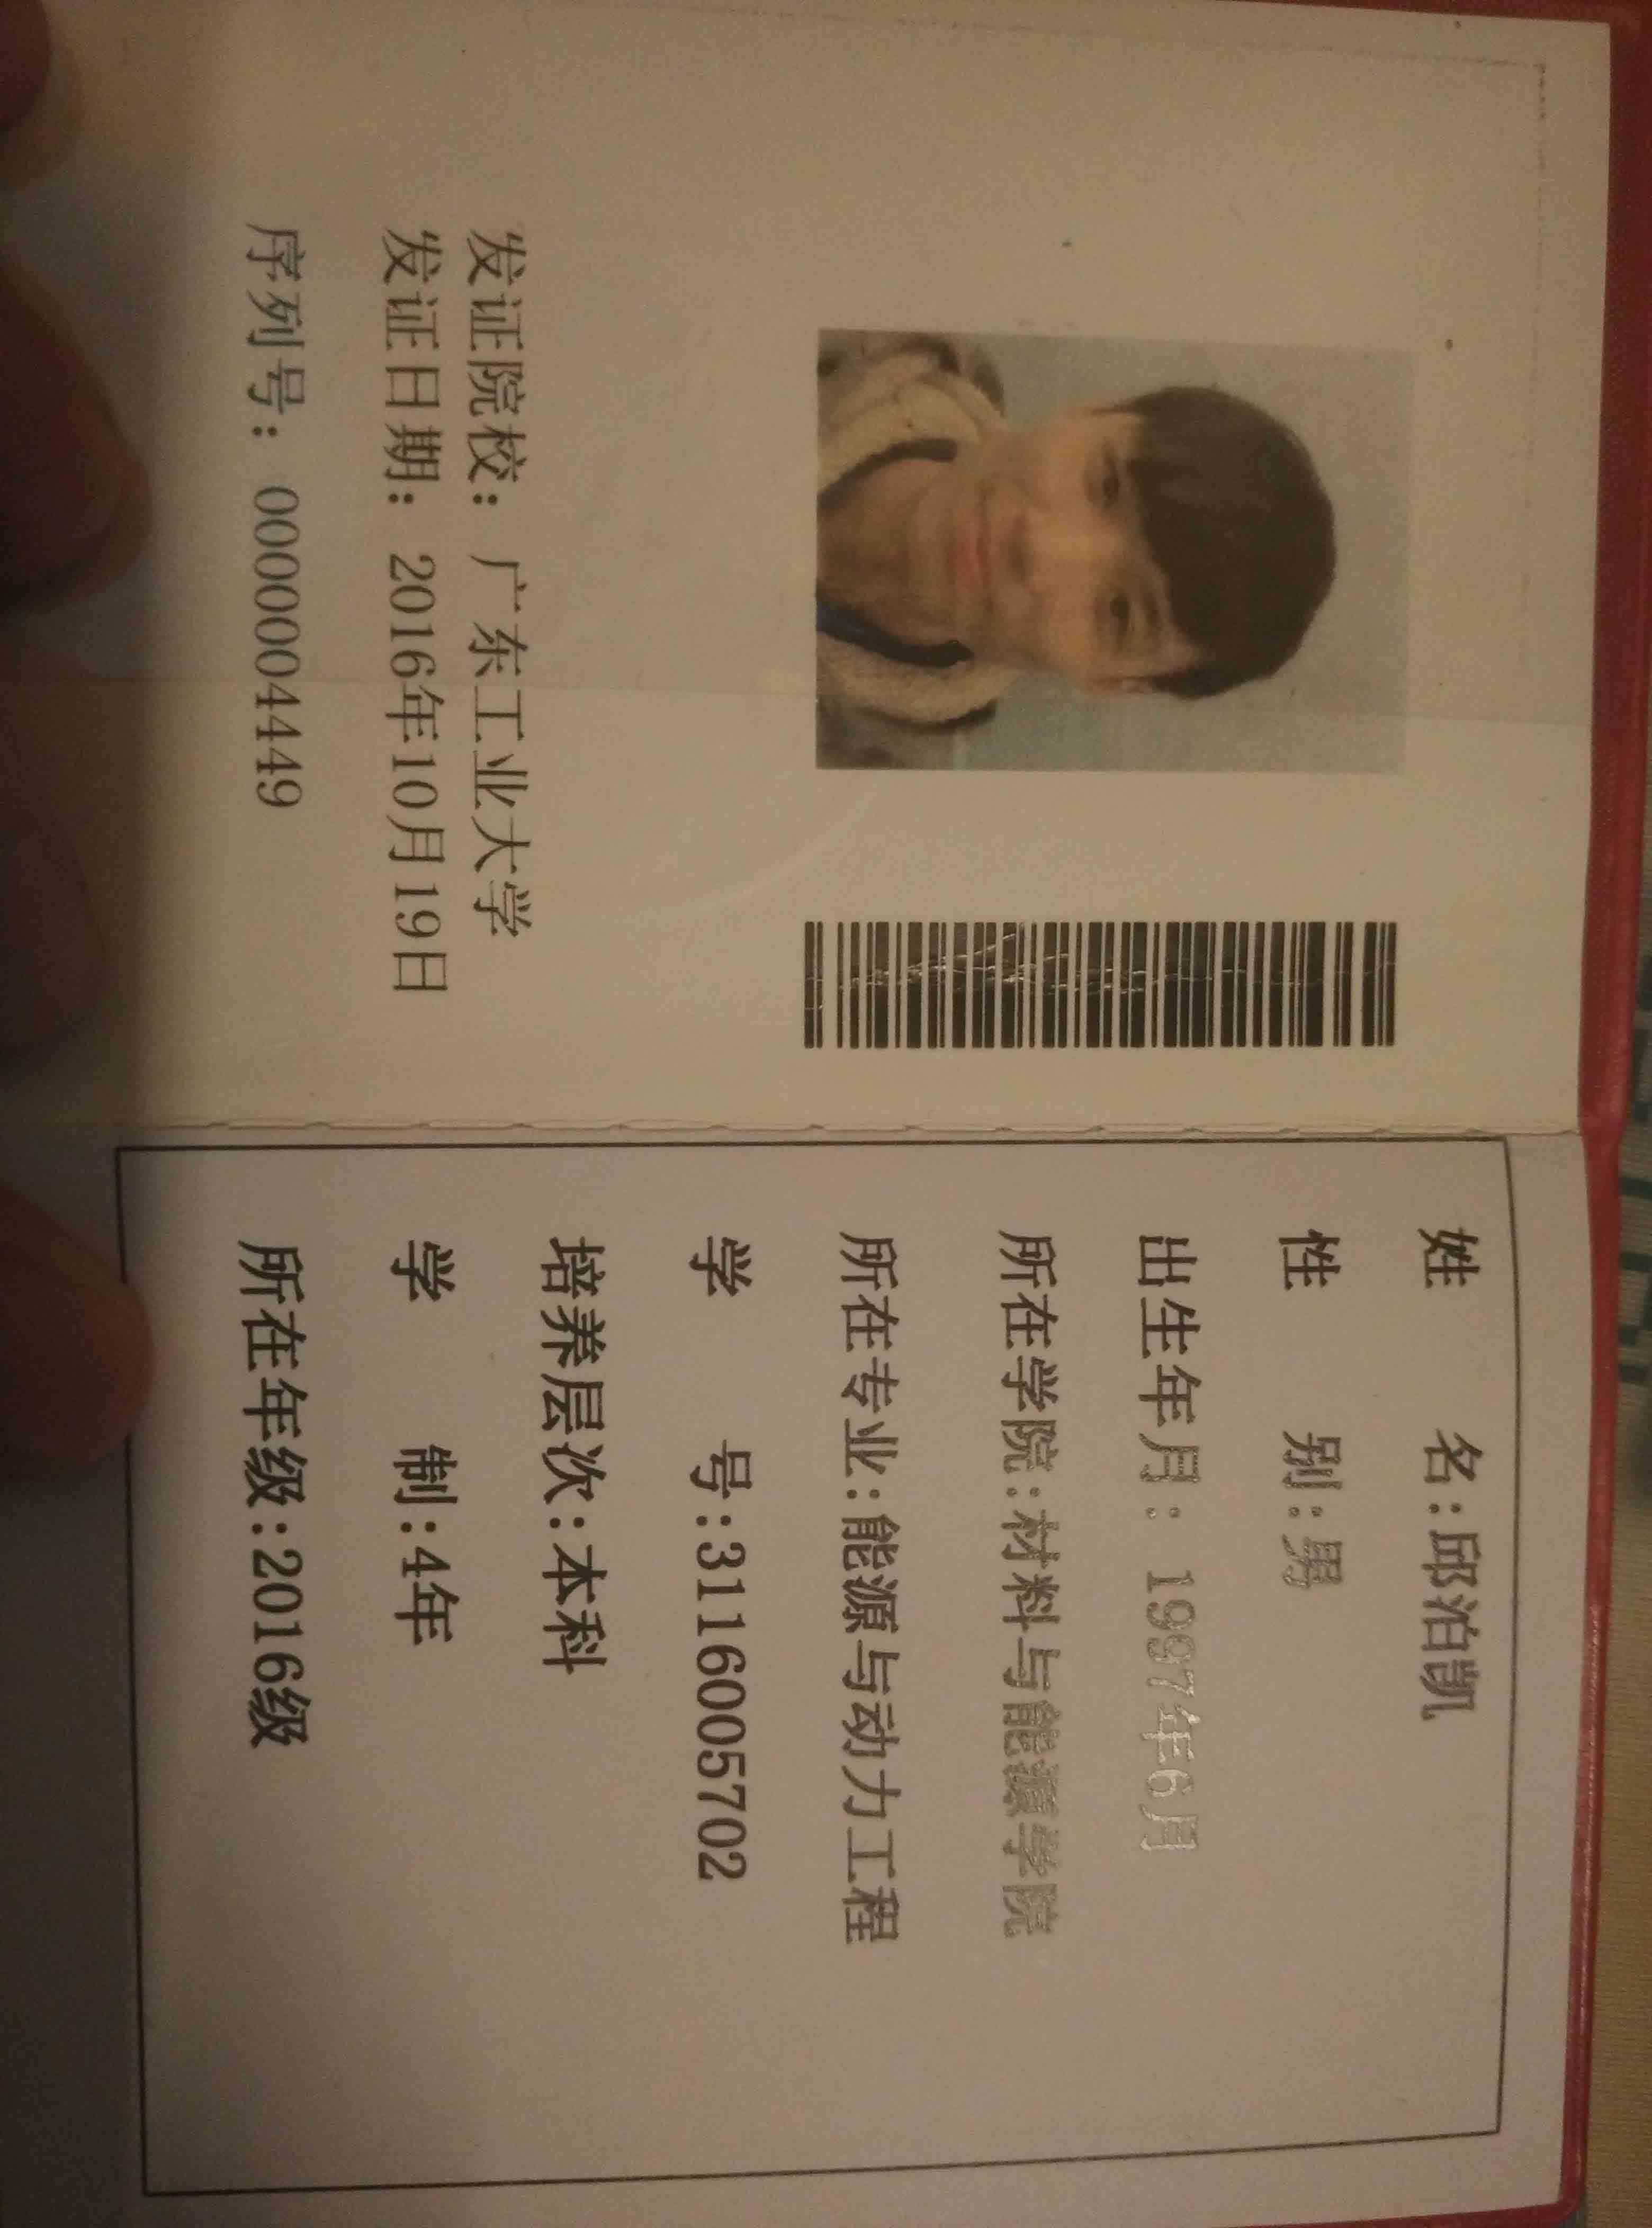 发证院校： 广东工业大学
发证日期： 2016年10月19日
序列号： 0000004449
姓 名:邱泊凯
性 别:男
出生年月: 1997年6月
所在学院:材料与能源学院
所在专业:能源与动力工程
学 号:3116005702
培养层次:本科
学 制:4年
所在年级:2016级